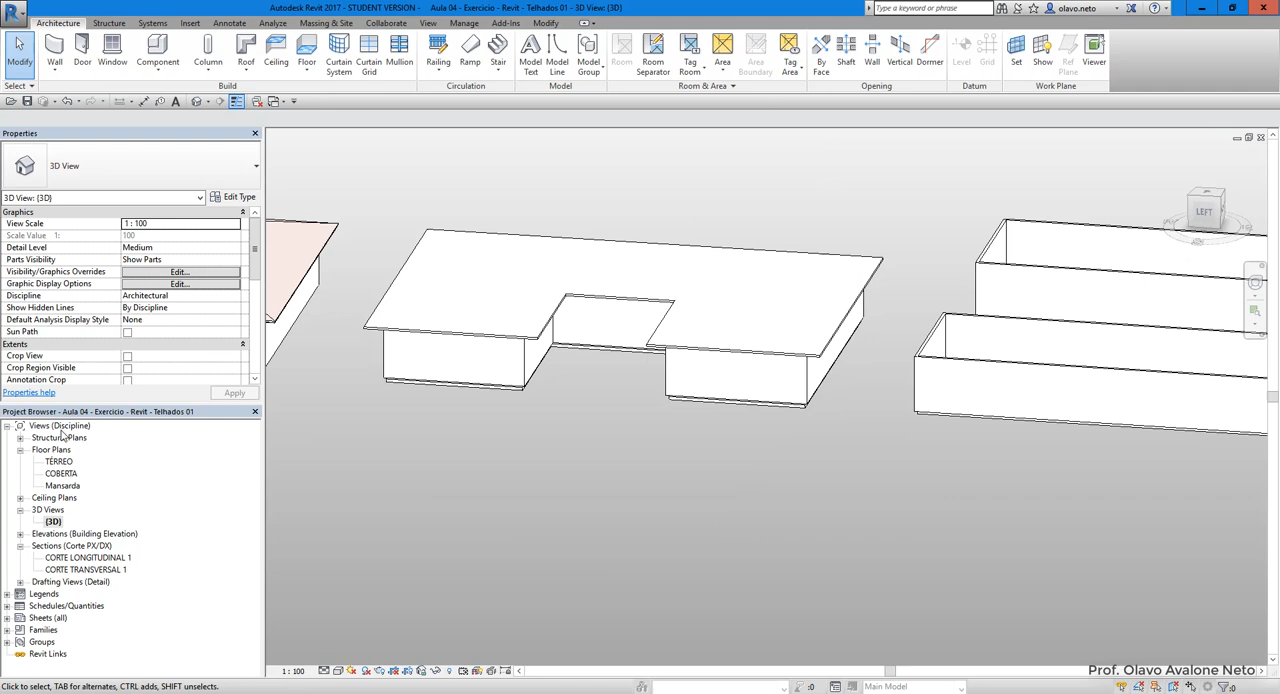 Autodesk Revit 2017 - STUDENT VERSION - Aula 04 - Exercicio - Revit - Telhados 01 - 3D View: {3D}
Type a keyword or phrase
olavo.neto
Architecture Structure Systems Insert Annotate Analyze Massing & Site Collaborate View Manage Add-Ins Modify
Modify Wall Door Window Component Column Roof Ceiling Floor Curtain System Curtain Grid Mullion Railing Ramp Stair Model Text Model Line Model Group Room Room Separator Tag Room Area Area Boundary Tag Area By Face Shaft Wall Vertical Dormer Level Grid Set Show Ref Plane Viewer
Select Build Circulation Model Room & Area Opening Datum Work Plane
Properties
3D View
3D View: {3D} Edit Type
Graphics
View Scale 1 : 100
Scale Value 1: 100
Detail Level Medium
Parts Visibility Show Parts
Visibility/Graphics Overrides Edit...
Graphic Display Options Edit...
Discipline Architectural
Show Hidden Lines By Discipline
Default Analysis Display Style None
Sun Path
Extents
Crop View
Crop Region Visible
Annotation Crop
Properties help Apply
Project Browser - Aula 04 - Exercicio - Revit - Telhados 01
Views (Discipline)
Structural Plans
Floor Plans
TÉRREO
COBERTA
Mansarda
Ceiling Plans
3D Views
{3D}
Elevations (Building Elevation)
Sections (Corte PX/DX)
CORTE LONGITUDINAL 1
CORTE TRANSVERSAL 1
Drafting Views (Detail)
Legends
Schedules/Quantities
Sheets (all)
Families
Groups
Revit Links
LEFT
1 : 100
Prof. Olavo Avalone Neto
Click to select, TAB for alternates, CTRL adds, SHIFT unselects.
:0
Main Model
:0